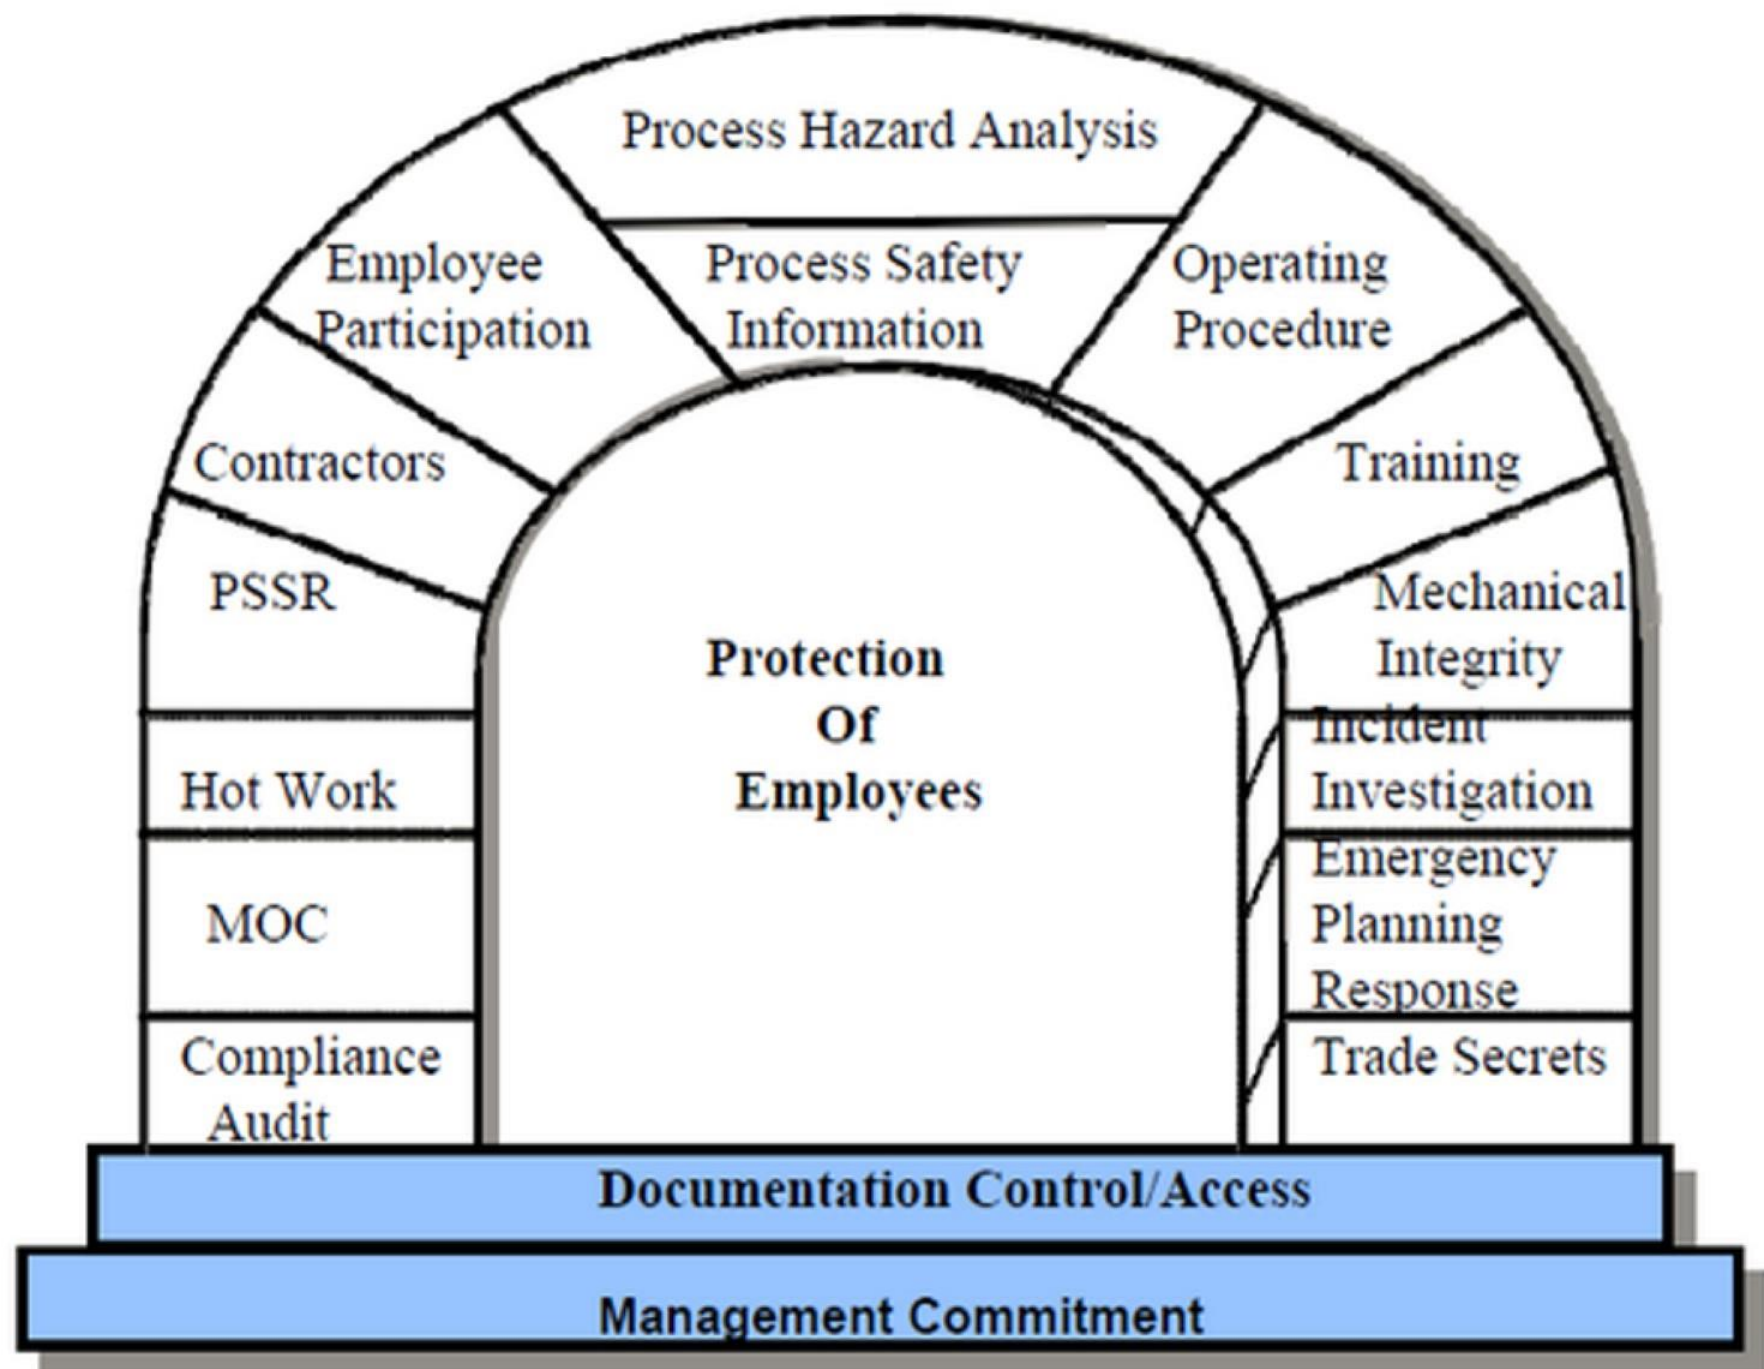 Process Hazard Analysis
Employee
Participation
Process Safety
Information
Operating
Procedure
Contractors
Training
PSSR
Mechanical
Integrity
Protection
Of
Employees
Hot Work
Incident
Investigation
MOC
Emergency
Planning
Response
Compliance
Audit
Trade Secrets
Documentation Control/Access
Management Commitment